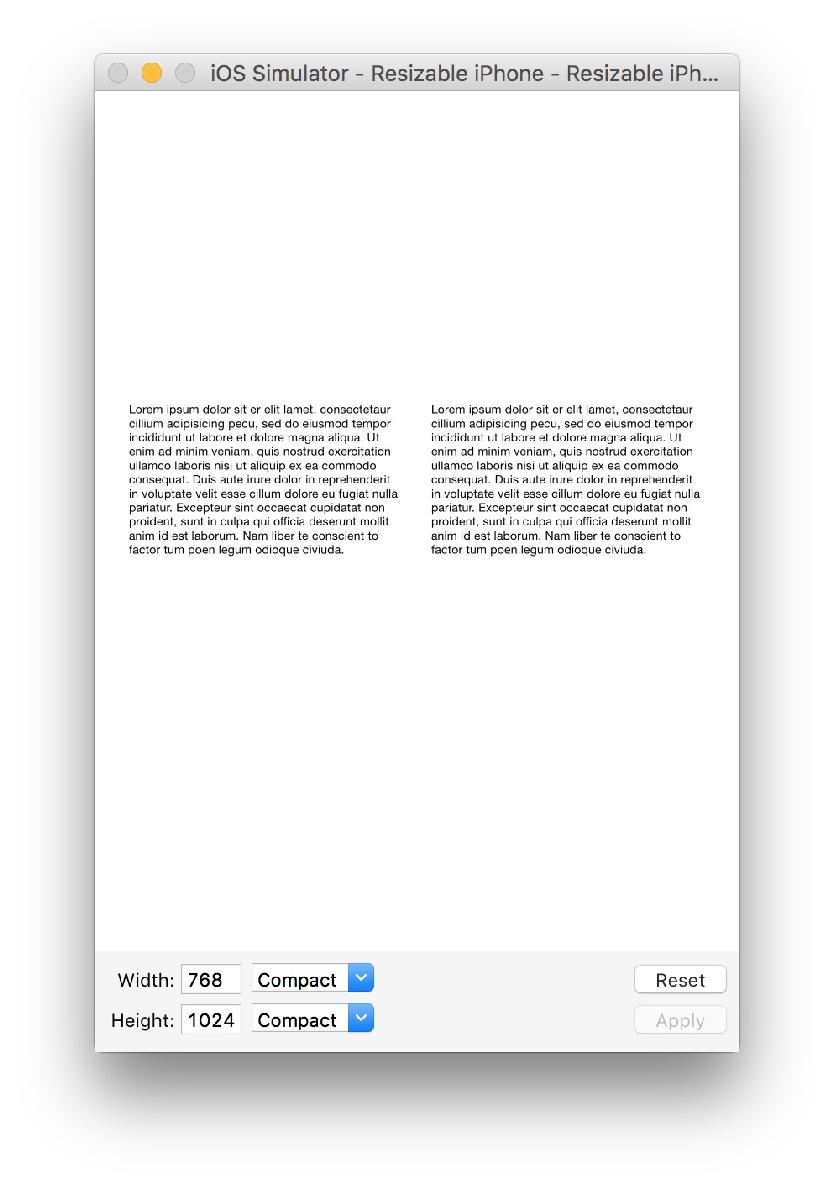 iOS Simulator - Resizable iPhone - Resizable iPh...
Lorem ipsum dolor sit er elit lamet, consectetaur
cillium adipisicing pecu, sed do eiusmod tempor
incididunt ut labore et dolore magna aliqua. Ut
enim ad minim veniam, quis nostrud exercitation
ullamco laboris nisi ut aliquip ex ea commodo
consequat. Duis aute irure dolor in reprehenderit
in voluptate velit esse cillum dolore eu fugiat nulla
pariatur. Excepteur sint occaecat cupidatat non
proident, sunt in culpa qui officia deserunt mollit
anim id est laborum. Nam liber te conscient to
factor tum poen legum odioque civiuda.
Lorem ipsum dolor sit er elit lamet, consectetaur
cillium adipisicing pecu, sed do eiusmod tempor
incididunt ut labore et dolore magna aliqua. Ut
enim ad minim veniam, quis nostrud exercitation
ullamco laboris nisi ut aliquip ex ea commodo
consequat. Duis aute irure dolor in reprehenderit
in voluptate velit esse cillum dolore eu fugiat nulla
pariatur. Excepteur sint occaecat cupidatat non
proident, sunt in culpa qui officia deserunt mollit
anim id est laborum. Nam liber te conscient to
factor tum poen legum odioque civiuda.
Width: 768 Compact Reset
Height: 1024 Compact Apply